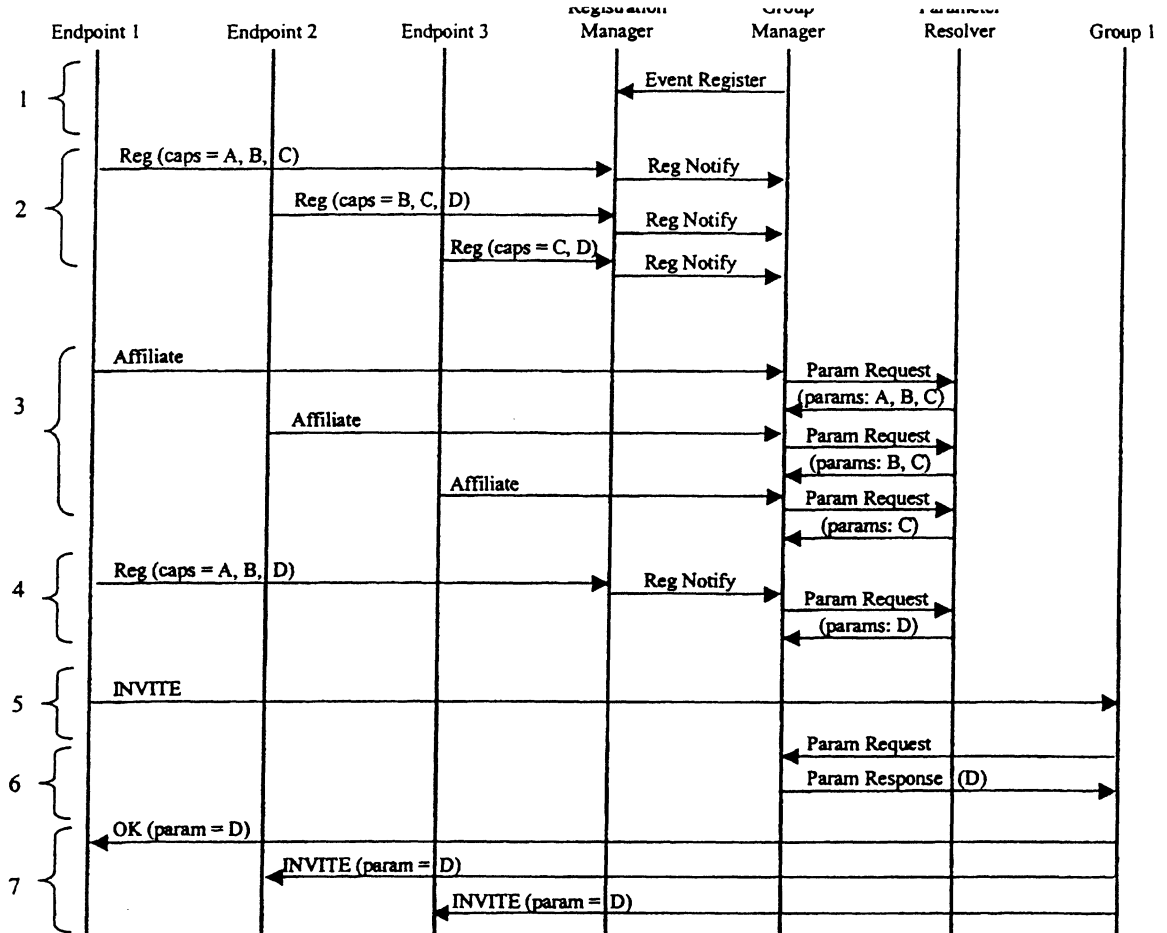 Registration Group Parameter
Endpoint 1 Endpoint 2 Endpoint 3 Manager Manager Resolver Group 1
1
Event Register
2
Reg (caps = A, B, C)
Reg Notify
Reg (caps = B, C, D)
Reg Notify
Reg (caps = C, D)
Reg Notify
3
Affiliate
Param Request
(params: A, B, C)
Affiliate
Param Request
(params: B, C)
Affiliate
Param Request
(params: C)
4
Reg (caps = A, B, D)
Reg Notify
Param Request
(params: D)
5
INVITE
6
Param Request
Param Response (D)
7
OK (param = D)
INVITE (param = D)
INVITE (param = D)